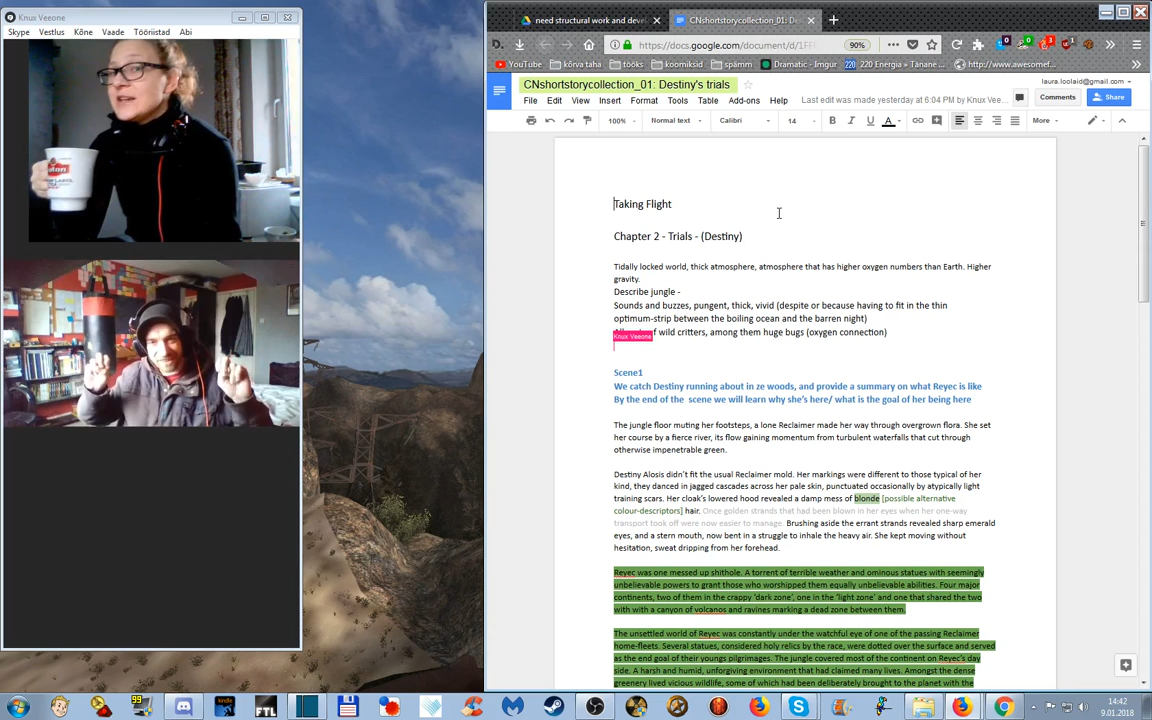 Knux Veeone
Skype Vestlus Kõne Vaade Tööriistad Abi
need structural work and deve
CNshortstorycollection_01: De
https://docs.google.com/document/d/1FF
90%
YouTube kõrva taha tööks koomiksid spämm Dramatic - Imgur 220 Energia » Tänane http://www.awesomef
CNshortstorycollection_01: Destiny's trials
laura.loolaid@gmail.com
File Edit View Insert Format Tools Table Add-ons Help Last edit was made yesterday at 6:04 PM by Knux Vee...
Comments Share
100% Normal text Calibri 14 B I U A More
Taking Flight
Chapter 2 - Trials - (Destiny)
Tidally locked world, thick atmosphere, atmosphere that has higher oxygen numbers than Earth. Higher
gravity.
Describe jungle -
Sounds and buzzes, pungent, thick, vivid (despite or because having to fit in the thin
optimum-strip between the boiling ocean and the barren night)
of wild critters, among them huge bugs (oxygen connection)
Knux Veeone
Scene1
We catch Destiny running about in ze woods, and provide a summary on what Reyec is like
By the end of the scene we will learn why she's here/ what is the goal of her being here
The jungle floor muting her footsteps, a lone Reclaimer made her way through overgrown flora. She set
her course by a fierce river, its flow gaining momentum from turbulent waterfalls that cut through
otherwise impenetrable green.
Destiny Alosis didn't fit the usual Reclaimer mold. Her markings were different to those typical of her
kind, they danced in jagged cascades across her pale skin, punctuated occasionally by atypically light
training scars. Her cloak's lowered hood revealed a damp mess of blonde [possible alternative
colour-descriptors] hair. Once golden strands that had been blown in her eyes when her one-way
transport took off were now easier to manage. Brushing aside the errant strands revealed sharp emerald
eyes, and a stern mouth, now bent in a struggle to inhale the heavy air. She kept moving without
hesitation, sweat dripping from her forehead.
Reyec was one messed up shithole. A torrent of terrible weather and ominous statues with seemingly
unbelievable powers to grant those who worshipped them equally unbelievable abilities. Four major
continents, two of them in the crappy 'dark zone', one in the 'light zone' and one that shared the two
with with a canyon of volcanos and ravines marking a dead zone between them.
The unsettled world of Reyec was constantly under the watchful eye of one of the passing Reclaimer
home-fleets. Several statues, considered holy relics by the race, were dotted over the surface and served
as the end goal of their youngs pilgrimages. The jungle covered most of the continent on Reyec's day
side. A harsh and humid, unforgiving environment that had claimed many lives. Amongst the dense
greenery lived vicious wildlife, some of which had been deliberately brought to the planet with the
kindle
FTL
14:42
9.01.2018